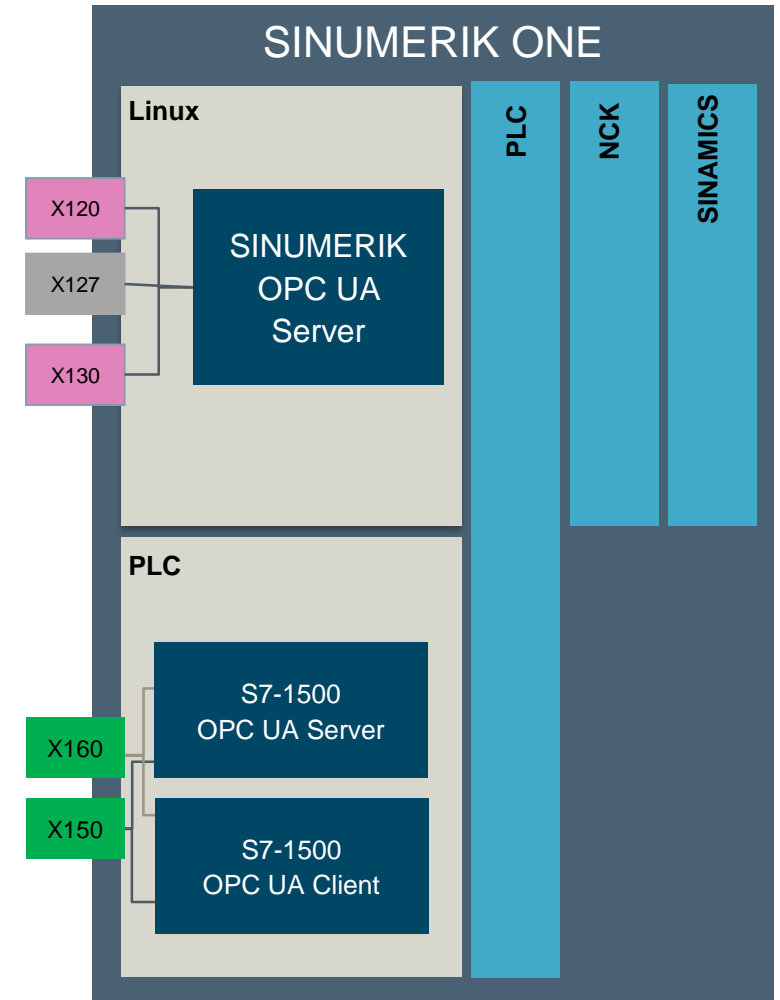 SINUMERIK ONE
Linux
PLC
NCK
SINAMICS
X120
X127
X130
SINUMERIK
OPC UA
Server
PLC
S7-1500
OPC UA Server
X160
X150
S7-1500
OPC UA Client